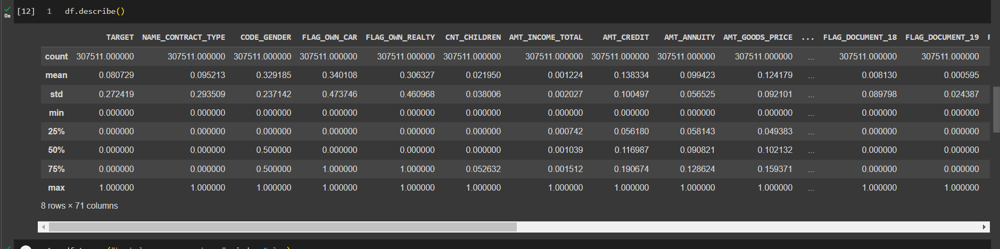 [12] 1 df.describe()
0s
TARGET NAME_CONTRACT_TYPE CODE_GENDER FLAG_OWN_CAR FLAG_OWN_REALTY CNT_CHILDREN AMT_INCOME_TOTAL AMT_CREDIT AMT_ANNUITY AMT_GOODS_PRICE ... FLAG_DOCUMENT_18 FLAG_DOCUMENT_19
count 307511.000000 307511.000000 307511.000000 307511.000000 307511.000000 307511.000000 307511.000000 307511.000000 307511.000000 307511.000000 ... 307511.000000 307511.000000
mean 0.080729 0.095213 0.329185 0.340108 0.306327 0.021950 0.001224 0.138334 0.099423 0.124179 ... 0.008130 0.000595
std 0.272419 0.293509 0.237142 0.473746 0.460968 0.038006 0.002027 0.100497 0.056525 0.092101 ... 0.089798 0.024387
min 0.000000 0.000000 0.000000 0.000000 0.000000 0.000000 0.000000 0.000000 0.000000 0.000000 ... 0.000000 0.000000
25% 0.000000 0.000000 0.000000 0.000000 0.000000 0.000000 0.000742 0.056180 0.058143 0.049383 ... 0.000000 0.000000
50% 0.000000 0.000000 0.500000 0.000000 0.000000 0.000000 0.001039 0.116987 0.090821 0.102132 ... 0.000000 0.000000
75% 0.000000 0.000000 0.500000 1.000000 1.000000 0.052632 0.001512 0.190674 0.128624 0.159371 ... 0.000000 0.000000
max 1.000000 1.000000 1.000000 1.000000 1.000000 1.000000 1.000000 1.000000 1.000000 1.000000 ... 1.000000 1.000000
8 rows × 71 columns